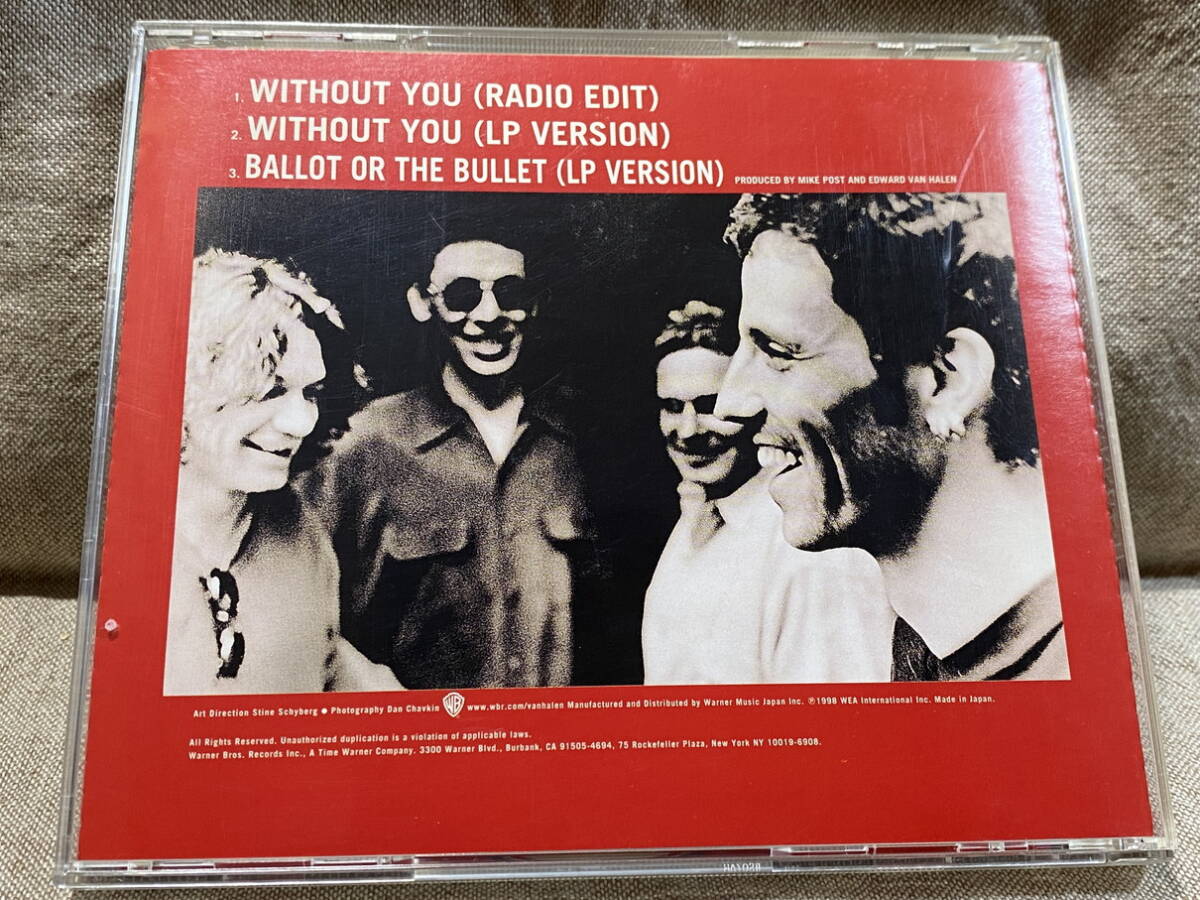 1. WITHOUT YOU (RADIO EDIT)
2. WITHOUT YOU (LP VERSION)
3. BALLOT OR THE BULLET (LP VERSION) PRODUCED BY MIKE POST AND EDWARD VAN HALEN
Art Direction Stine Schyberg ● Photography Dan Chavkin WB www.wbr.com/vanhalen Manufactured and Distributed by Warner Music Japan Inc. ℗1998 WEA International Inc. Made in Japan.
All Rights Reserved. Unauthorized duplication is a violation of applicable laws.
Warner Bros. Records Inc., A Time Warner Company. 3300 Warner Blvd., Burbank, CA 91505-4694, 75 Rockefeller Plaza, New York NY 10019-6908.